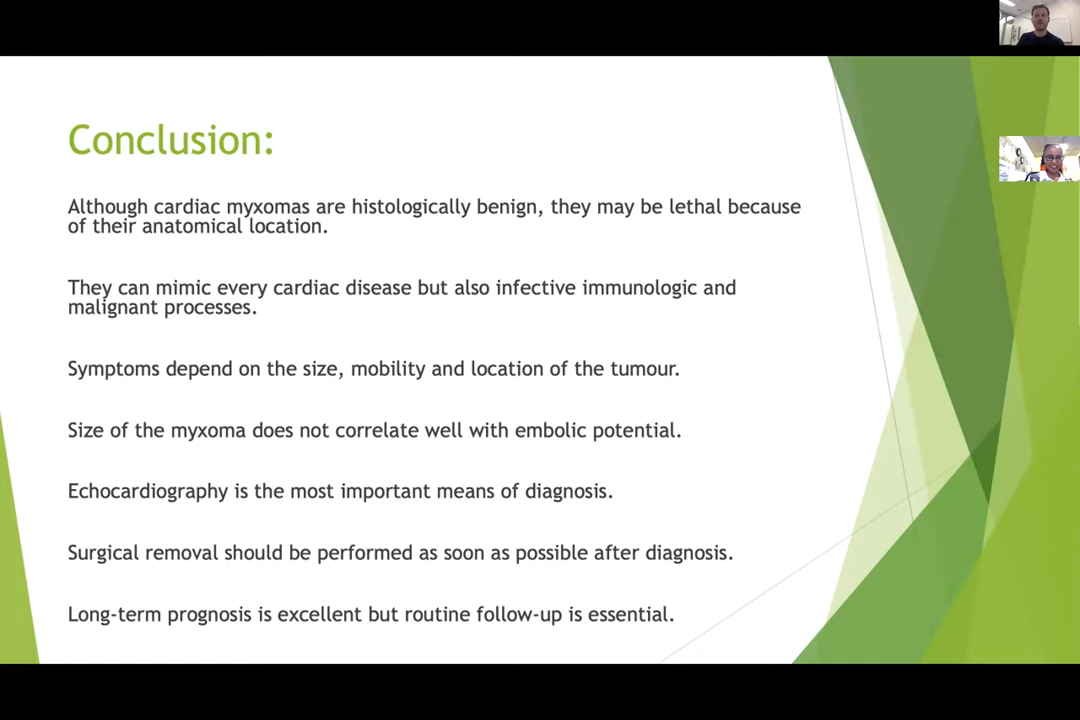 Conclusion:
Although cardiac myxomas are histologically benign, they may be lethal because
of their anatomical location.
They can mimic every cardiac disease but also infective immunologic and
malignant processes.
Symptoms depend on the size, mobility and location of the tumour.
Size of the myxoma does not correlate well with embolic potential.
Echocardiography is the most important means of diagnosis.
Surgical removal should be performed as soon as possible after diagnosis.
Long-term prognosis is excellent but routine follow-up is essential.